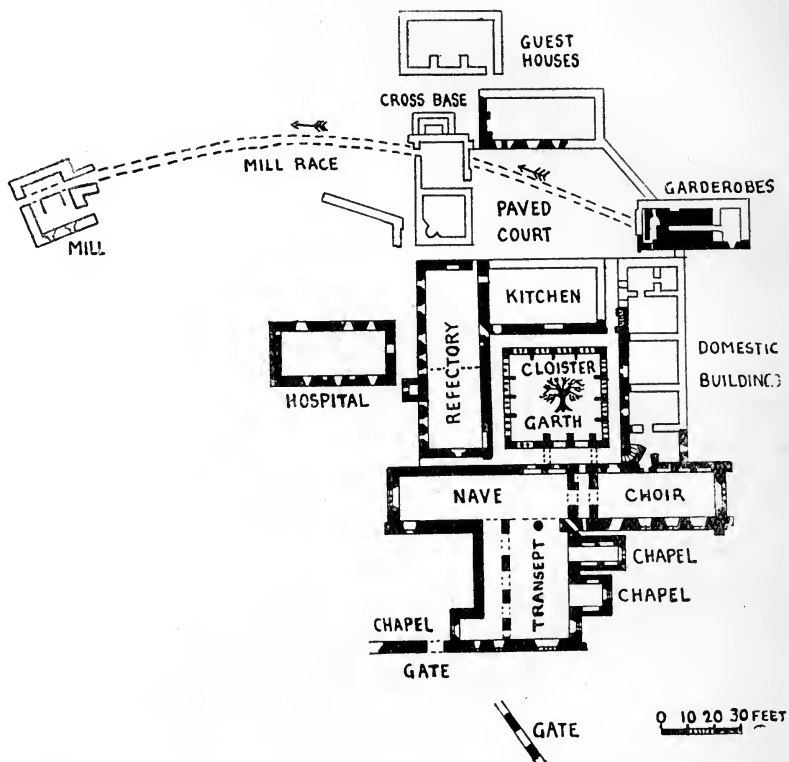 GUEST
HOUSES
CROSS BASE
MILL RACE
GARDEROBES
PAVED
COURT
MILL
KITCHEN
REFECTORY
DOMESTIC
BUILDINGS
CLOISTER
GARTH
HOSPITAL
NAVE
CHOIR
TRANSEPT
CHAPEL
CHAPEL
CHAPEL
GATE
0 10 20 30 FEET
GATE